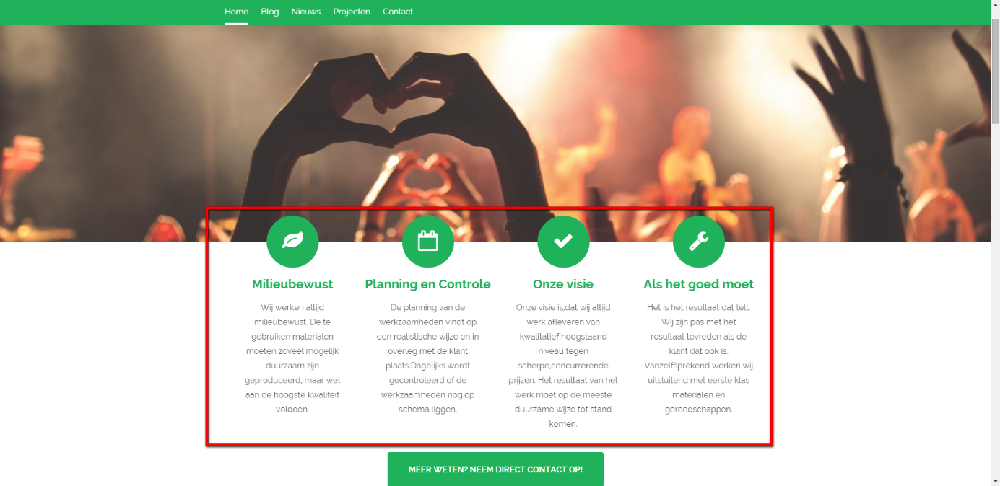 Home Blog Nieuws Projecten Contact
Milieubewust
Wij werken altijd
milieubewust. De te
gebruiken materialen
moeten zoveel mogelijk
duurzaam zijn
geproduceerd, maar wel
aan de hoogste kwaliteit
voldoen.
Planning en Controle
De planning van de
werkzaamheden vindt op
een realistische wijze en in
overleg met de klant
plaats.Dagelijks wordt
gecontroleerd of de
werkzaamheden nog op
schema liggen.
Onze visie
Onze visie is,dat wij altijd
werk afleveren van
kwalitatief hoogstaand
niveau tegen
scherpe,concurrerende
prijzen. Het resultaat van het
werk moet op de meeste
duurzame wijze tot stand
komen.
Als het goed moet
Het is het resultaat dat telt.
Wij zijn pas met het
resultaat tevreden als de
klant dat ook is.
Vanzelfsprekend werken wij
uitsluitend met eerste klas
materialen en
gereedschappen.
MEER WETEN? NEEM DIRECT CONTACT OP!